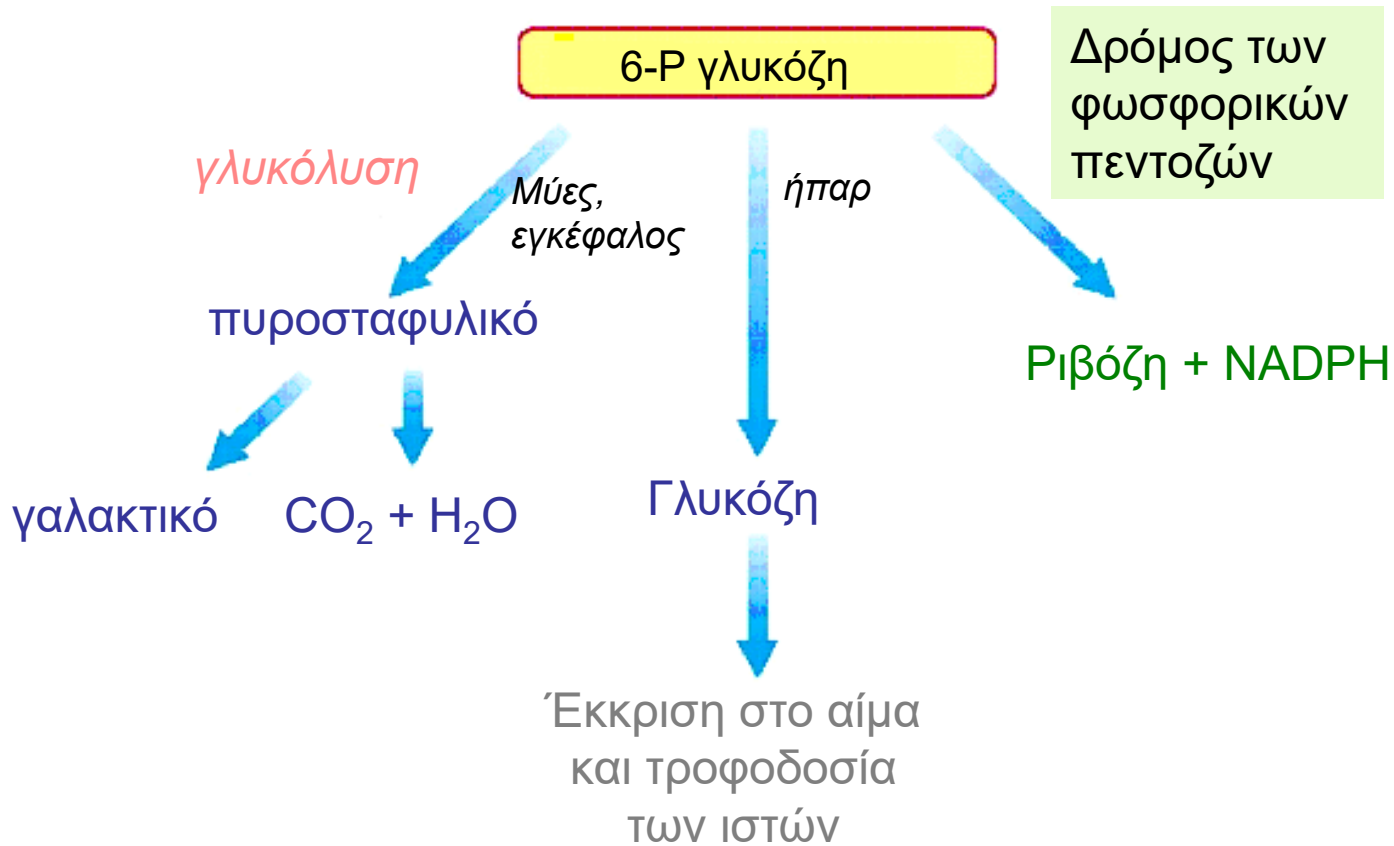 6-P γλυκόζη
Δρόμος των
φωσφορικών
πεντοζών
γλυκόλυση
Μύες,
εγκέφαλος
ήπαρ
πυροσταφυλικό
Ριβόζη + NADPH
γαλακτικό
CO₂ + H₂O
Γλυκόζη
Έκκριση στο αίμα
και τροφοδοσία
των ιστών